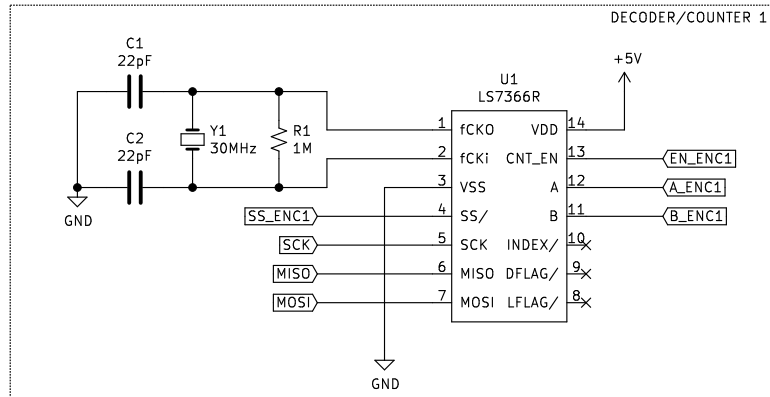 DECODER/COUNTER 1
C1
22pF
+5V
U1
LS7366R
1 fCKO VDD 14
Y1
30MHz
R1
1M
C2
22pF
2 fCKi CNT_EN 13 EN_ENC1
3 VSS A 12 A_ENC1
GND
SS_ENC1 4 SS/ B 11 B_ENC1
SCK 5 SCK INDEX/ 10
MISO 6 MISO DFLAG/ 9
MOSI 7 MOSI LFLAG/ 8
GND